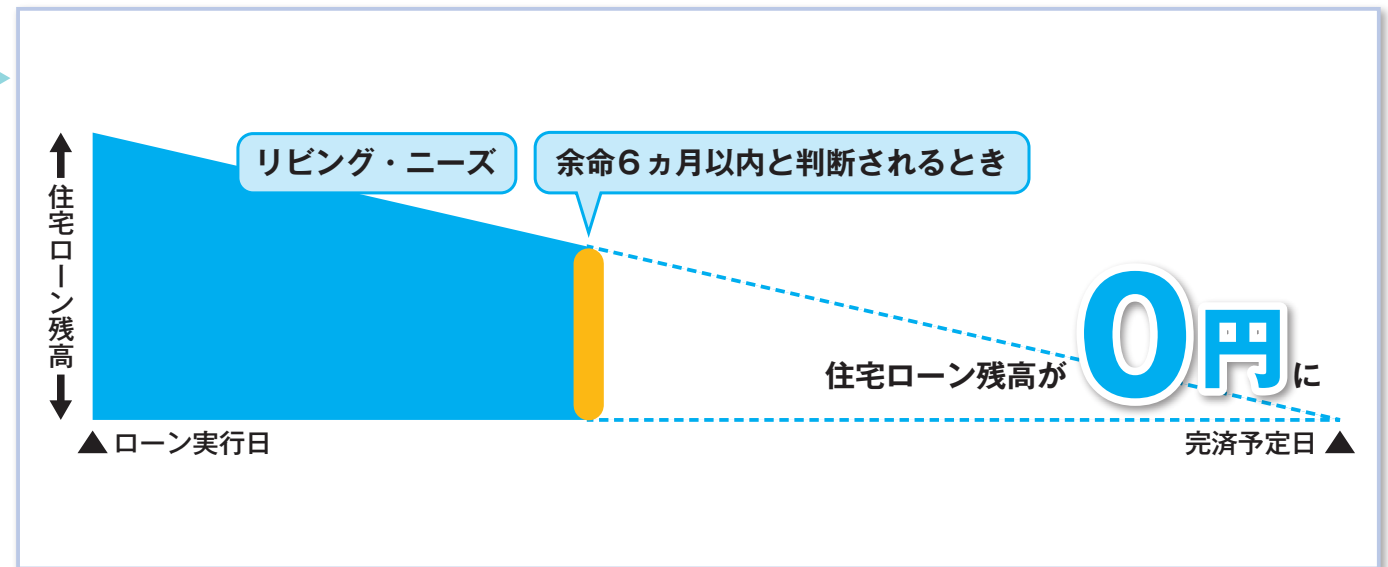 リビング・ニーズ
余命6ヵ月以内と判断されるとき
住宅ローン残高
住宅ローン残高が0円に
▲ローン実行日
完済予定日▲